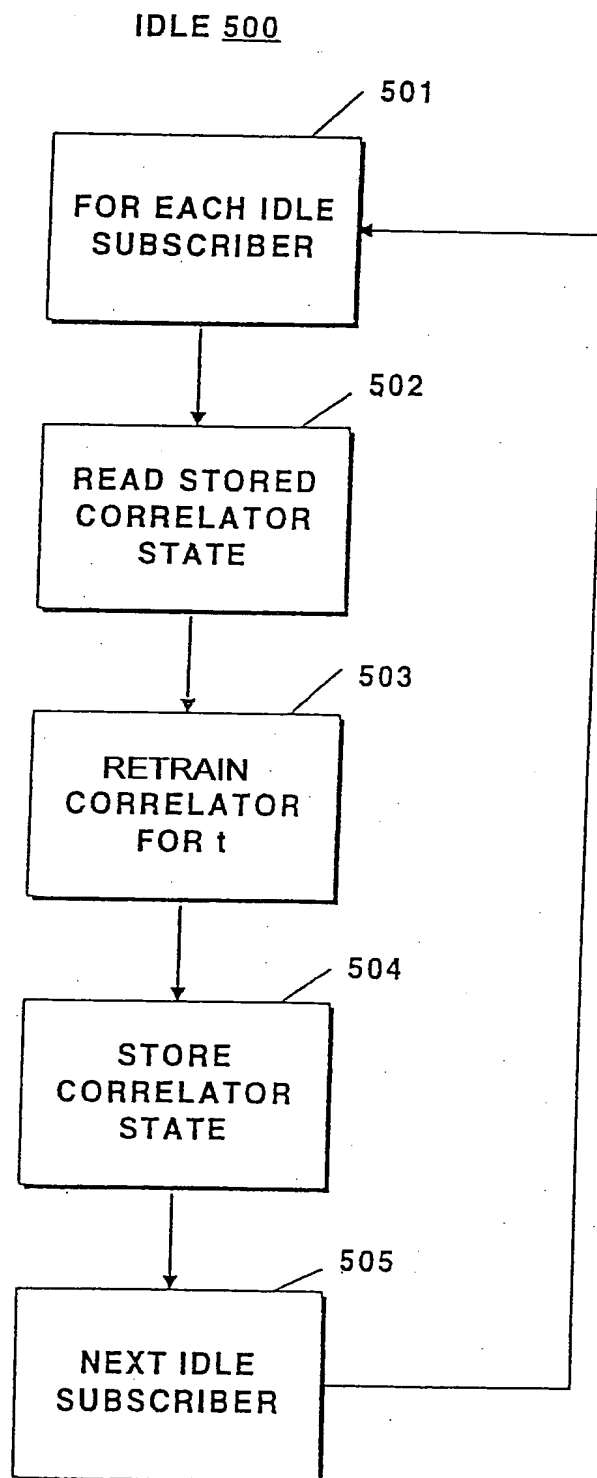 IDLE 500
501
FOR EACH IDLE
SUBSCRIBER
502
READ STORED
CORRELATOR
STATE
503
RETRAIN
CORRELATOR
FOR t
504
STORE
CORRELATOR
STATE
505
NEXT IDLE
SUBSCRIBER